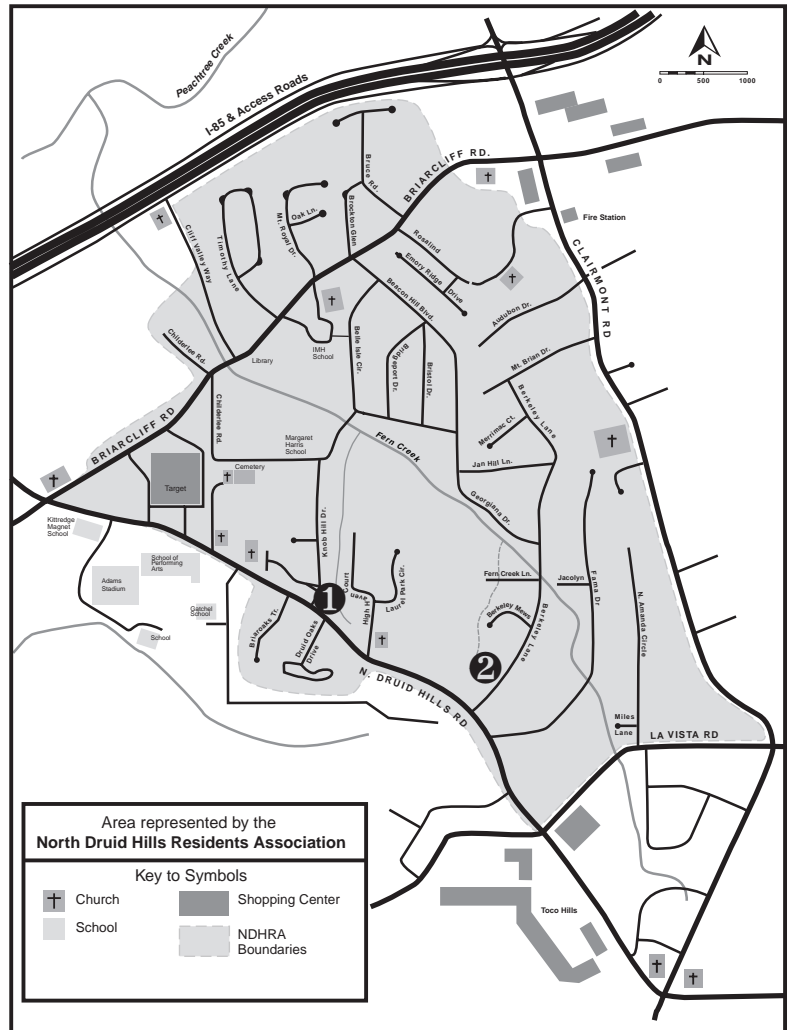 Peachtree Creek
I-85 & Access Roads
N
0 500 1000
BRIARCLIFF RD.
Bruce Rd.
Fire Station
CLAIRMONT RD
Cliff Valley Way
Timothy Lane
Mt. Royal Dr.
Oak Ln.
Brockton Glen
Rosalind
Emory Ridge
Drive
Beacon Hill Blvd.
Audubon Dr.
Mt. Brian Dr.
Childerlee Rd.
Library
IMH
School
Belle Isle Cir.
Bridgeport Dr.
Bristol Dr.
Berkeley Lane
Merrimac Ct.
Jan Hill Ln.
BRIARCLIFF RD
Childerlee Rd.
Margaret
Harris
School
Fern Creek
Cemetery
Target
Georgiana Dr.
Kittredge
Magnet
School
School of
Performing
Arts
Adams
Stadium
Gatchel
School
School
Knob Hill Dr.
High Haven
Court
Laurel Park Cir.
Fern Creek Ln.
Jacolyn
Fama Dr
N. Amanda Circle
Berkeley Mews
Berkeley Lane
1
2
Briaroaks Tr.
Druid Oaks
Drive
N. DRUID HILLS RD
Miles
Lane
LA VISTA RD
Toco Hills
Area represented by the
North Druid Hills Residents Association
Key to Symbols
Church
Shopping Center
School
NDHRA
Boundaries